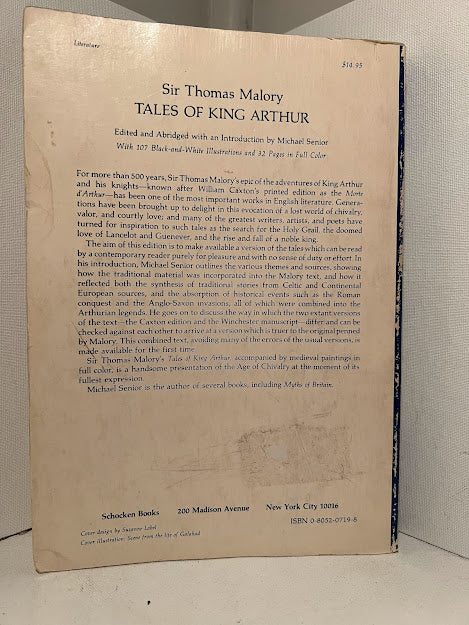 Literature
$14.95
Sir Thomas Malory
TALES OF KING ARTHUR
Edited and Abridged with an Introduction by Michael Senior
With 107 Black-and-White Illustrations and 32 Pages in Full Color
For more than 500 years, Sir Thomas Malory's epic of the adventures of King Arthur
and his knights—known after William Caxton's printed edition as the Morte
d'Arthur—has been one of the most important works in English literature. Genera-
tions have been brought up to delight in this evocation of a lost world of chivalry,
valor, and courtly love; and many of the greatest writers, artists, and poets have
turned for inspiration to such tales as the search for the Holy Grail, the doomed
love of Lancelot and Guenever, and the rise and fall of a noble king.
The aim of this edition is to make available a version of the tales which can be read
by a contemporary reader purely for pleasure and with no sense of duty or effort. In
his introduction, Michael Senior outlines the various themes and sources, showing
how the traditional material was incorporated into the Malory text, and how it
reflected both the synthesis of traditional stories from Celtic and Continental
European sources, and the absorption of historical events such as the Roman
conquest and the Anglo-Saxon invasions, all of which were combined into the
Arthurian legends. He goes on to discuss the way in which the two extant versions
of the text—the Caxton edition and the Winchester manuscript—differ and can be
checked against each other to arrive at a version which is truer to the original penned
by Malory. This combined text, avoiding many of the errors of the usual versions, is
made available for the first time.
Sir Thomas Malory's Tales of King Arthur, accompanied by medieval paintings in
full color, is a handsome presentation of the Age of Chivalry at the moment of its
fullest expression.
Michael Senior is the author of several books, including Myths of Britain.
Schocken Books 200 Madison Avenue New York City 10016
ISBN 0-8052-0719-8
Cover design by Suzanne Lobel
Cover illustration: Scene from the life of Galahad